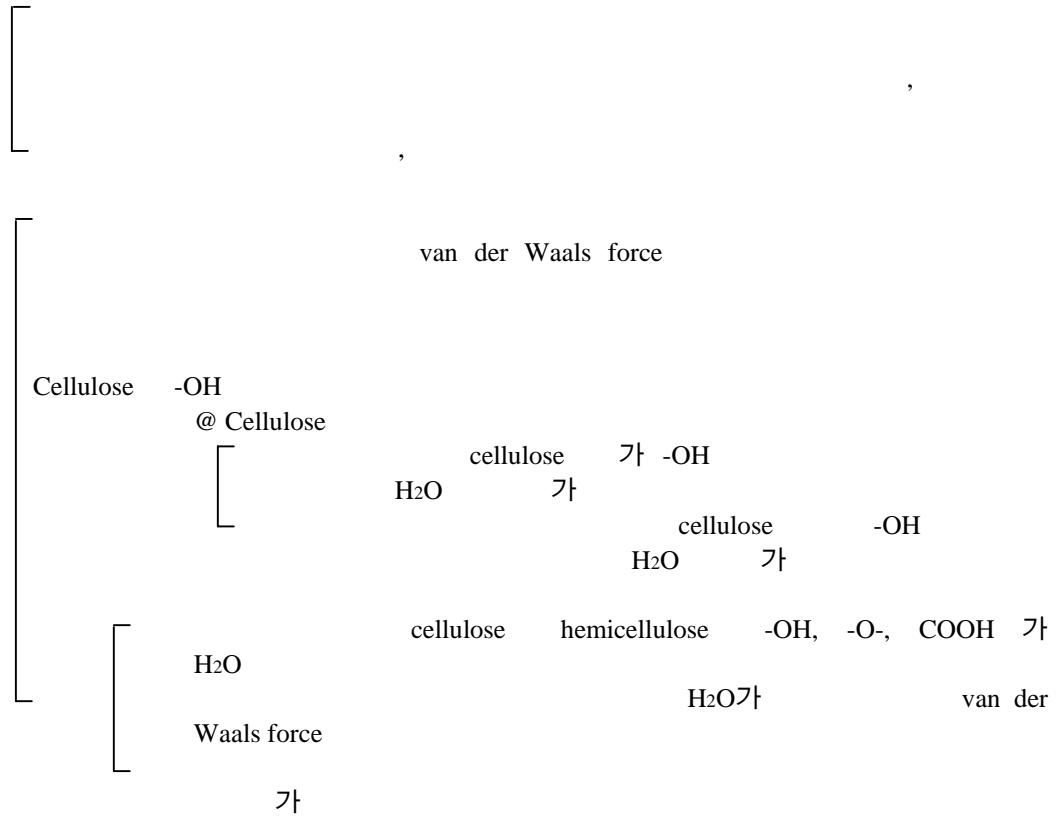 ,
,
van der Waals force
Cellulose -OH
@ Cellulose
cellulose 가 -OH
H2O 가
cellulose -OH
H2O 가
cellulose hemicellulose -OH, -O-, COOH 가
H2O
H2O가 van der
Waals force
가